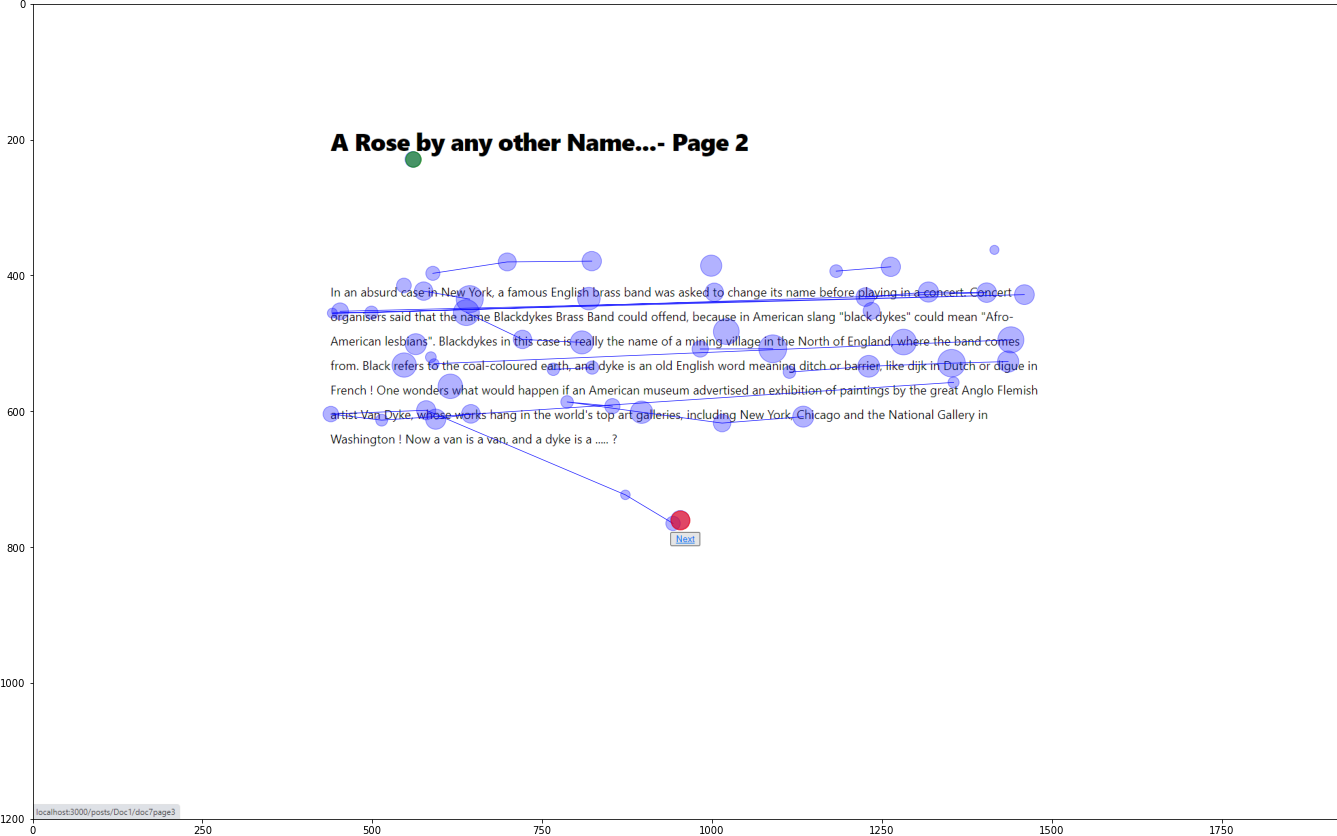 0
200
400
600
800
1000
1200
A Rose by any other Name...- Page 2
In an absurd case in New York, a famous English brass band was asked to change its name before playing in a concert. Concert
organisers said that the name Blackdykes Brass Band could offend, because in American slang "black dykes" could mean "Afro-
American lesbians". Blackdykes in this case is really the name of a mining village in the North of England where the band comes
from. Black refers to the coal-coloured earth, and dyke is an old English word meaning ditch or barrier, like dijk in Dutch or digue in
French ! One wonders what would happen if an American museum advertised an exhibition of paintings by the great Anglo Flemish
artist Van Dyke, whose works hang in the world's top art galleries, including New York, Chicago and the National Gallery in
Washington ! Now a van is a van, and a dyke is a ..... ?
Next
localhost:3000/posts/Doc1/doc7page3
0 250 500 750 1000 1250 1500 1750